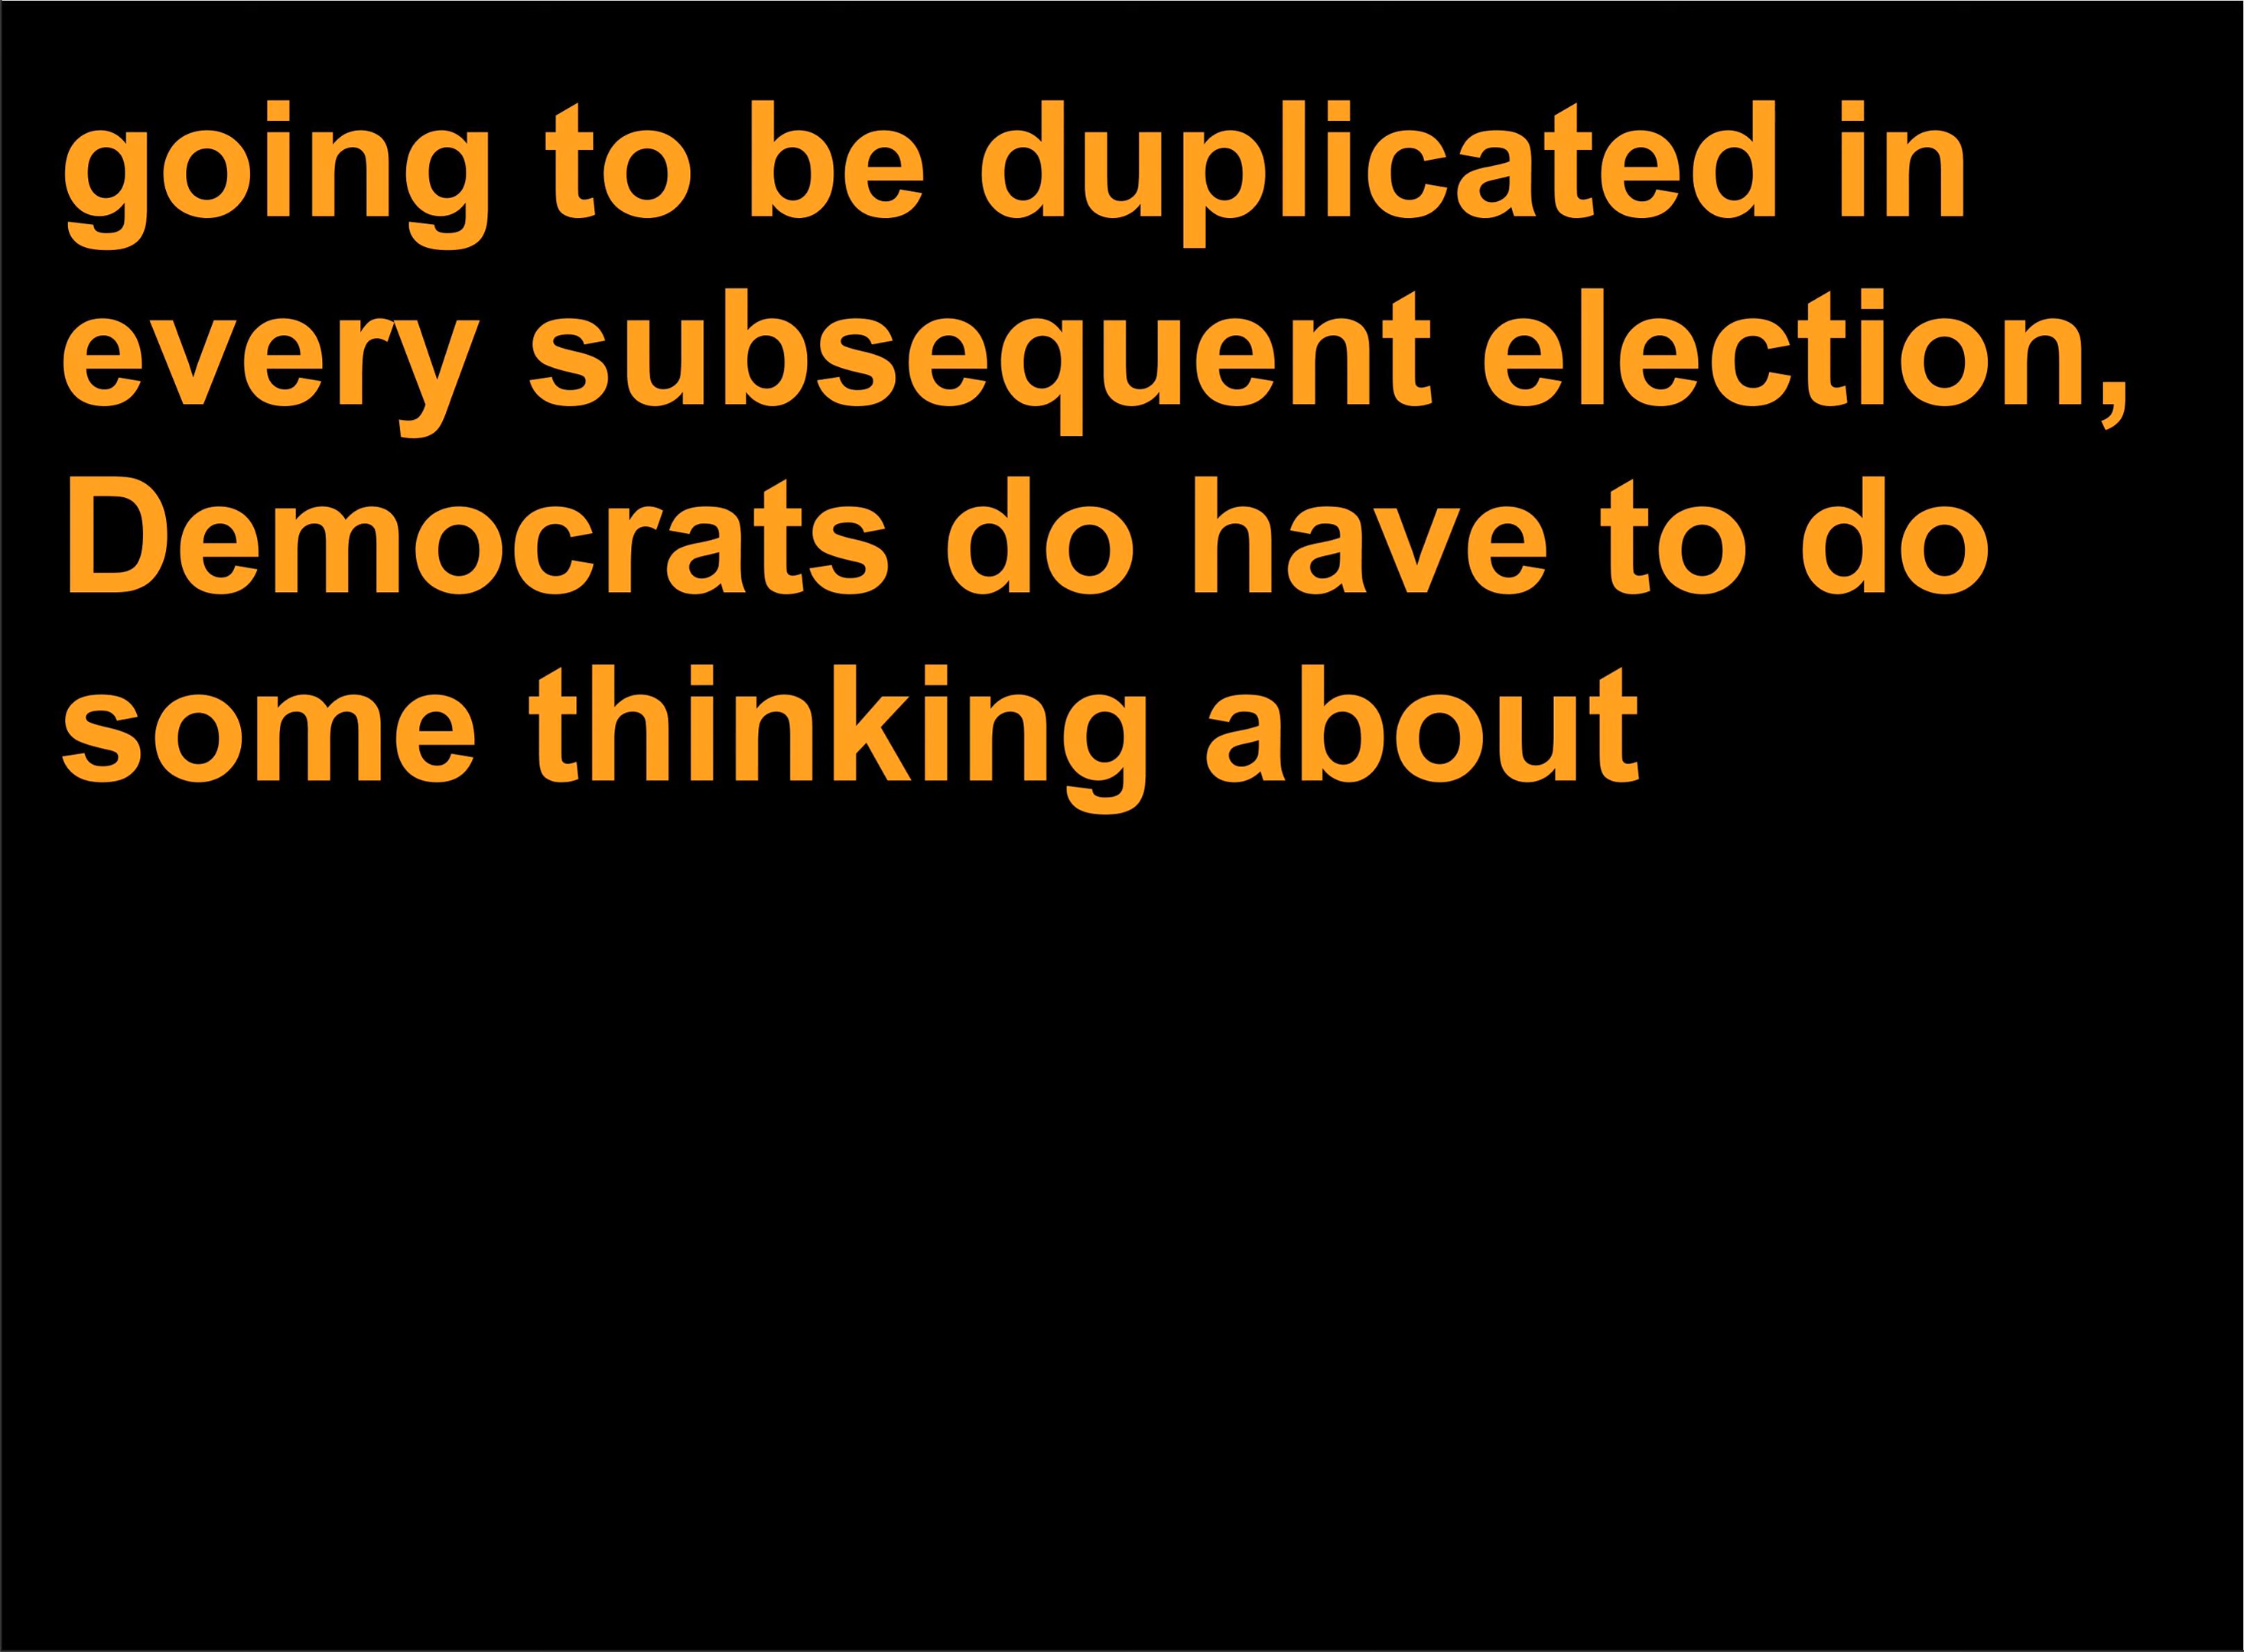 going to be duplicated in
every subsequent election,
Democrats do have to do
some thinking about